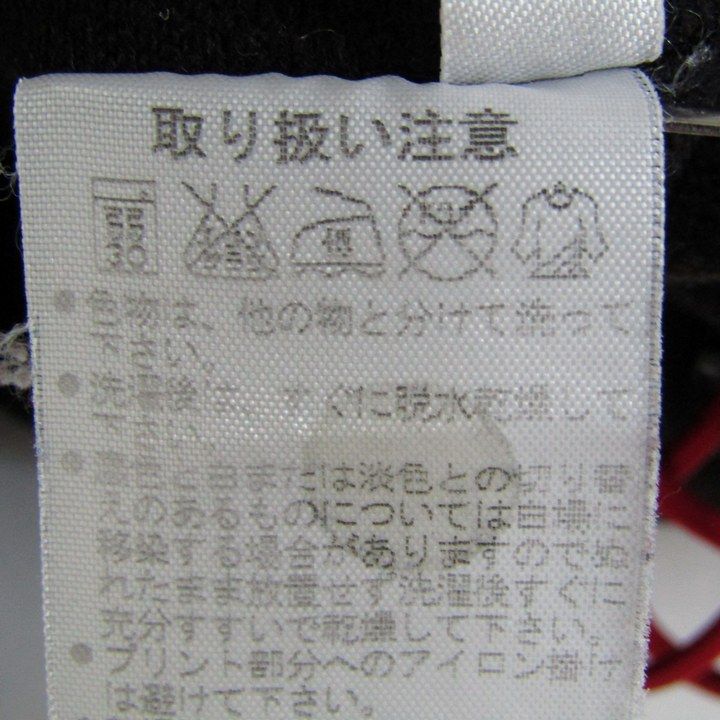 取り扱い注意
低
• 色物は、他の物と分けて洗って
下さい。
• 洗濯後は、すぐに脱水乾燥して
下さい。
• 濃色と白または淡色との切り替
えのあるものについては白場に
移染する場合がありますのでぬ
れたまま放置せず洗濯後すぐに
充分すすいで乾燥して下さい。
• プリント部分へのアイロン掛け
は避けて下さい。